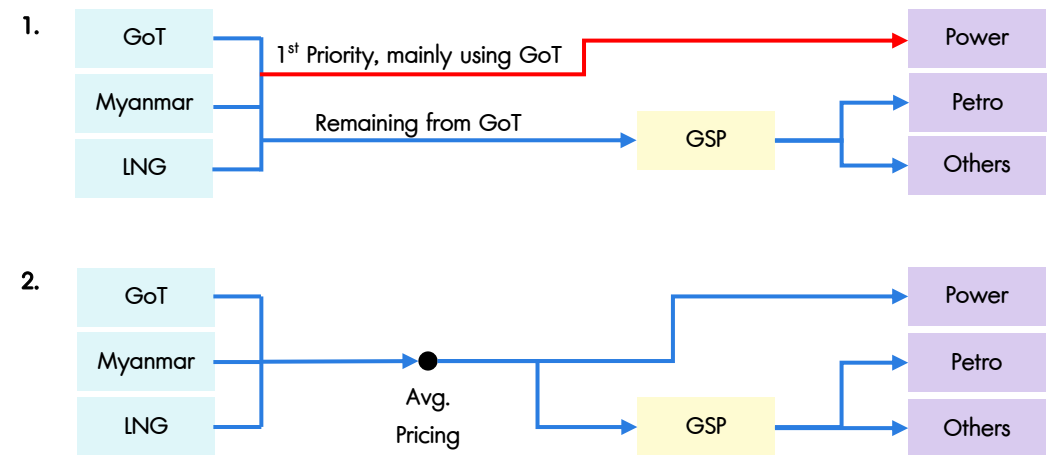 1.
GoT
Myanmar
LNG
1st Priority, mainly using GoT
Remaining from GoT
GSP
Power
Petro
Others
2.
GoT
Myanmar
LNG
Avg.
Pricing
GSP
Power
Petro
Others